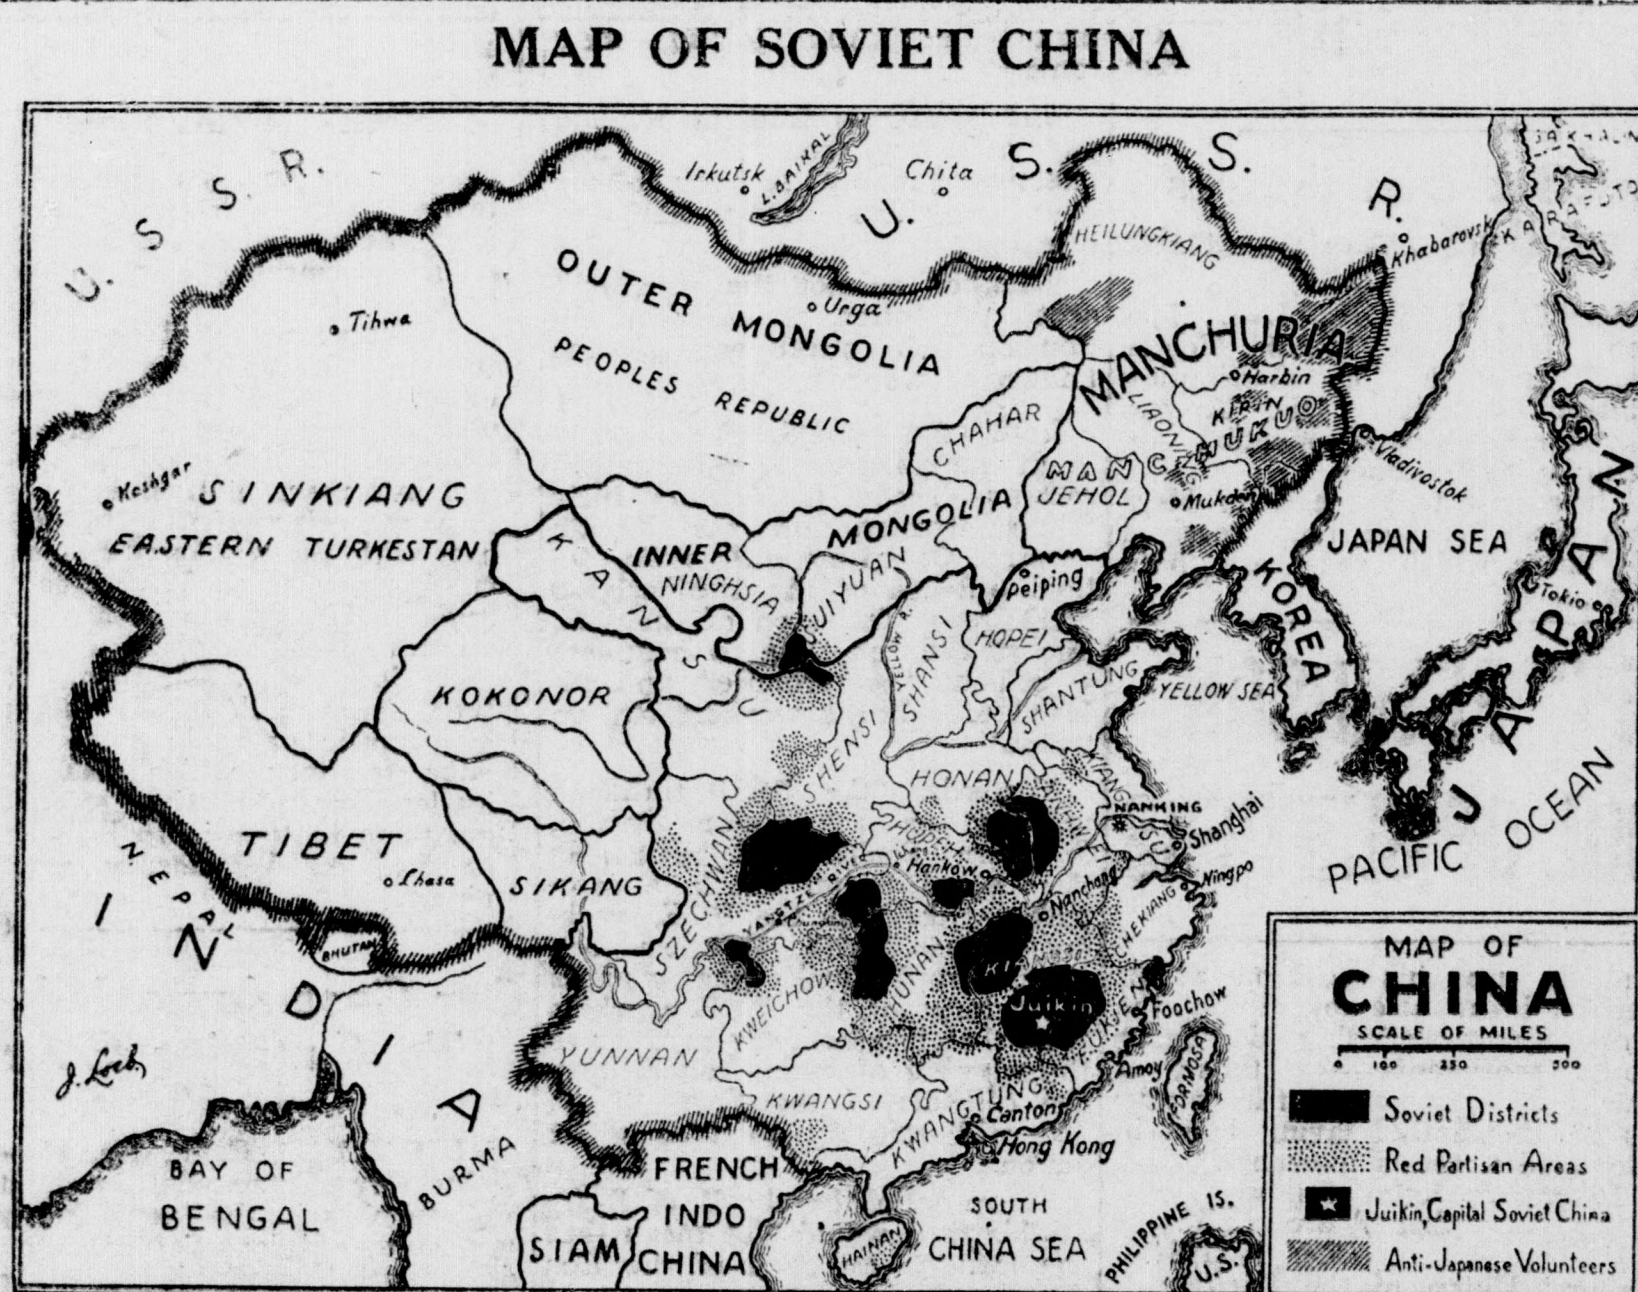 MAP OF SOVIET CHINA
U. S. S. R.
U. S. S. R.
Irkutsk
L. BAIKAL
Chita
Khabarovsk
HEILUNGKIANG
OUTER MONGOLIA
PEOPLES REPUBLIC
Urga
Tihwa
MANCHURIA
Harbin
KIRIN
LIAONING
MANCHUKUO
CHAHAR
JEHOL
Mukden
Vladivostok
Keshgar
SINKIANG
EASTERN TURKESTAN
KANSU
INNER MONGOLIA
NINGHSIA
SUIYUAN
Peiping
JAPAN SEA
KOREA
JAPAN
Tokio
HOPEI
SHANSI
YELLOW R.
SHANTUNG
YELLOW SEA
KOKONOR
SHENSI
HONAN
NANKING
Shanghai
PACIFIC OCEAN
TIBET
Lhasa
SIKANG
SZECHWAN
YANGTZE RIVER
Hankow
Nanchang
Ningpo
CHEKIANG
NEPAL
BHUTAN
INDIA
HUNAN
KWEICHOW
Juikin
FUKIEN
Foochow
Amoy
FORMOSA
YUNNAN
KWANGSI
KWANGTUNG
Canton
Hong Kong
J. Loeb
BAY OF
BENGAL
BURMA
SIAM
FRENCH
INDO
CHINA
HAINAN
SOUTH
CHINA SEA
PHILIPPINE IS.
U.S.
MAP OF
CHINA
SCALE OF MILES
0 100 250 500
Soviet Districts
Red Partisan Areas
Juikin, Capital Soviet China
Anti-Japanese Volunteers